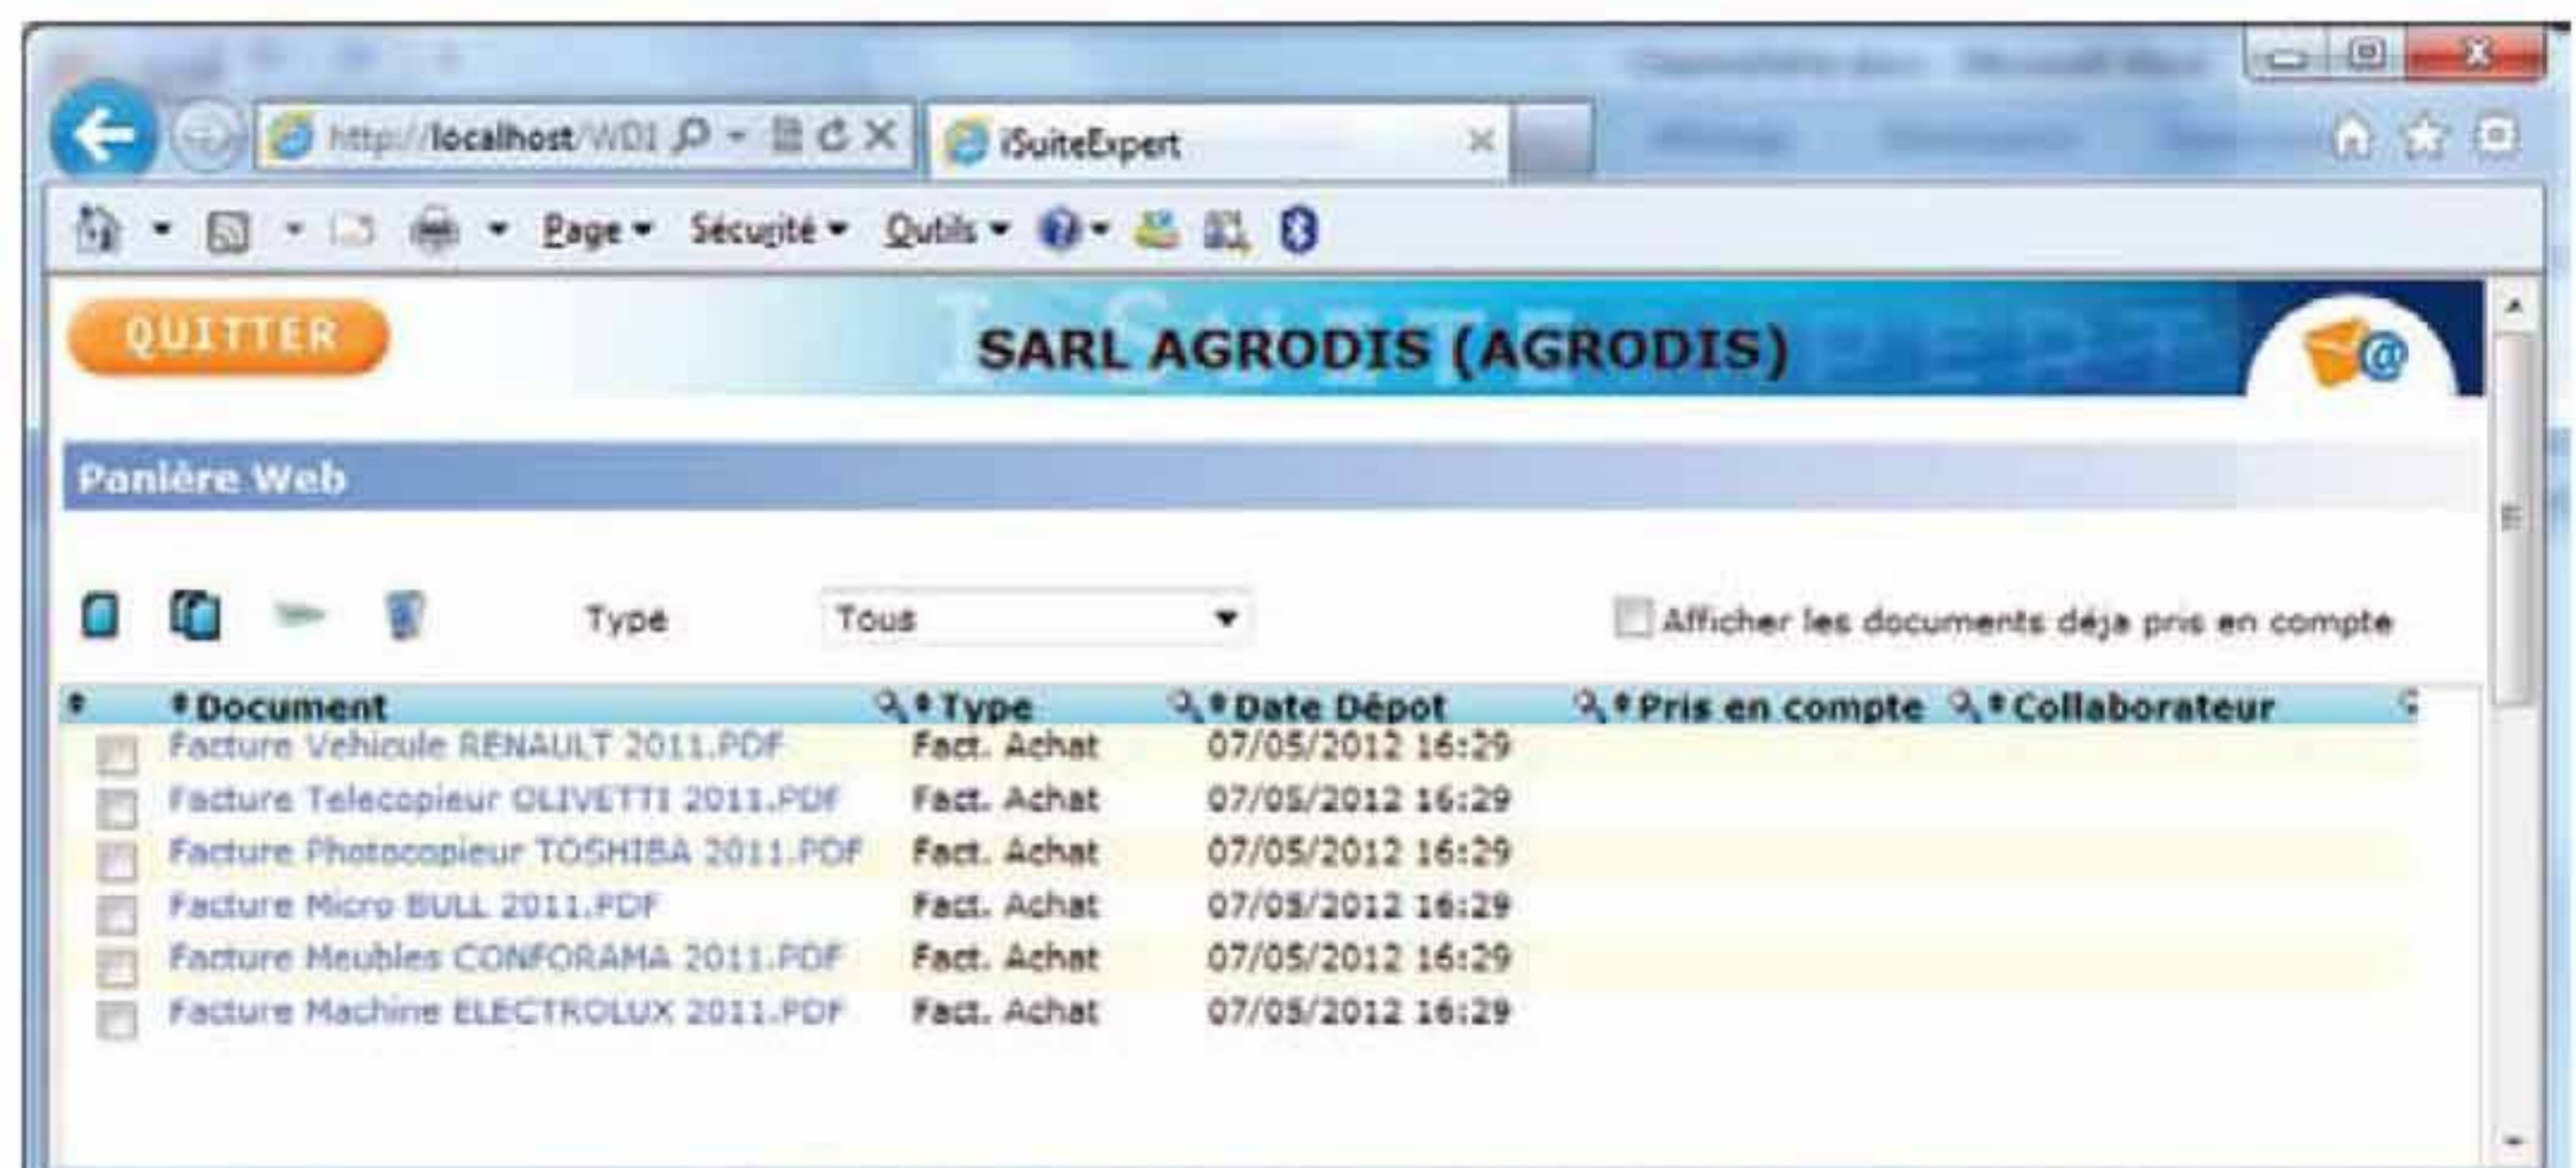 http://localhost/WD1
iSuiteExpert
Page Sécurité Outils
QUITTER
SARL AGRODIS (AGRODIS)
Panière Web
Type Tous Afficher les documents déja pris en compte
Document Type Date Dépot Pris en compte Collaborateur
Facture Vehicule RENAULT 2011.PDF Fact. Achat 07/05/2012 16:29
Facture Telecopieur OLIVETTI 2011.PDF Fact. Achat 07/05/2012 16:29
Facture Photocopieur TOSHIBA 2011.PDF Fact. Achat 07/05/2012 16:29
Facture Micro BULL 2011.PDF Fact. Achat 07/05/2012 16:29
Facture Meubles CONFORAMA 2011.PDF Fact. Achat 07/05/2012 16:29
Facture Machine ELECTROLUX 2011.PDF Fact. Achat 07/05/2012 16:29